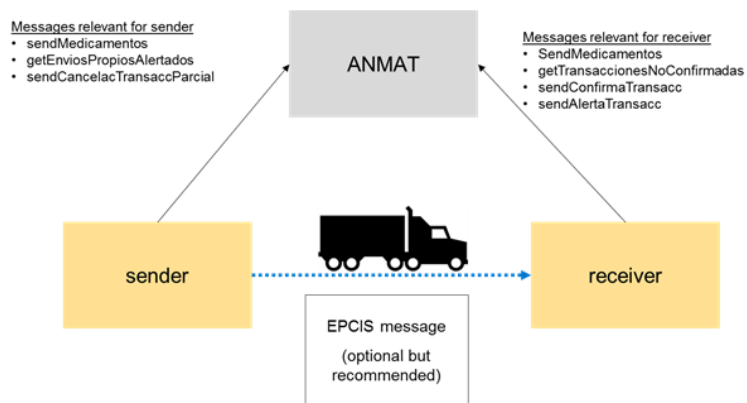 Messages relevant for sender
• sendMedicamentos
• getEnviosPropiosAlertados
• sendCancelacTransaccParcial
ANMAT
Messages relevant for receiver
• SendMedicamentos
• getTransaccionesNoConfirmadas
• sendConfirmaTransacc
• sendAlertaTransacc
sender
receiver
EPCIS message
(optional but
recommended)